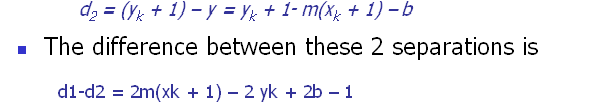 d₂ = (yₖ + 1) – y = yₖ + 1- m(xₖ + 1) – b
▪ The difference between these 2 separations is
d1-d2 = 2m(xk + 1) – 2 yk + 2b – 1